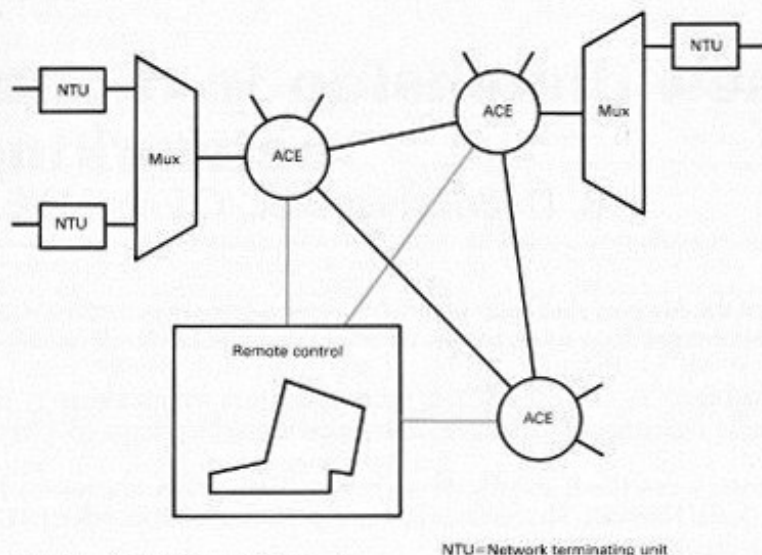 NTU
NTU
Mux
ACE
ACE
Mux
NTU
Remote control
ACE
NTU=Network terminating unit